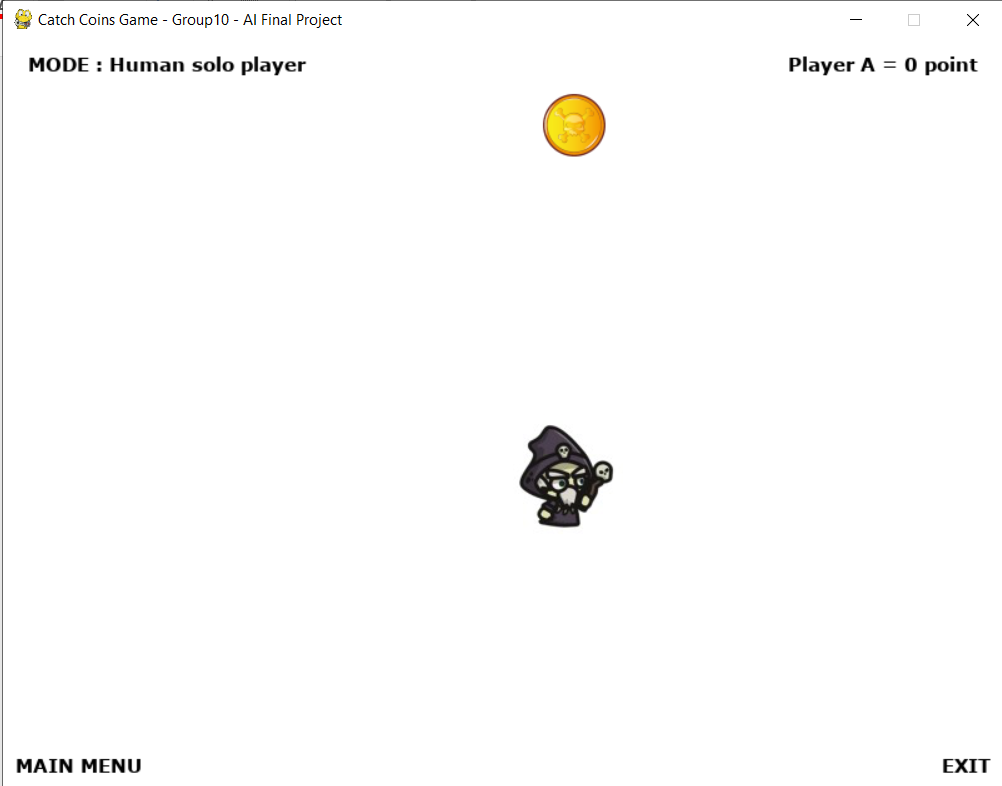 Catch Coins Game - Group10 - AI Final Project
MODE : Human solo player
Player A = 0 point
MAIN MENU
EXIT